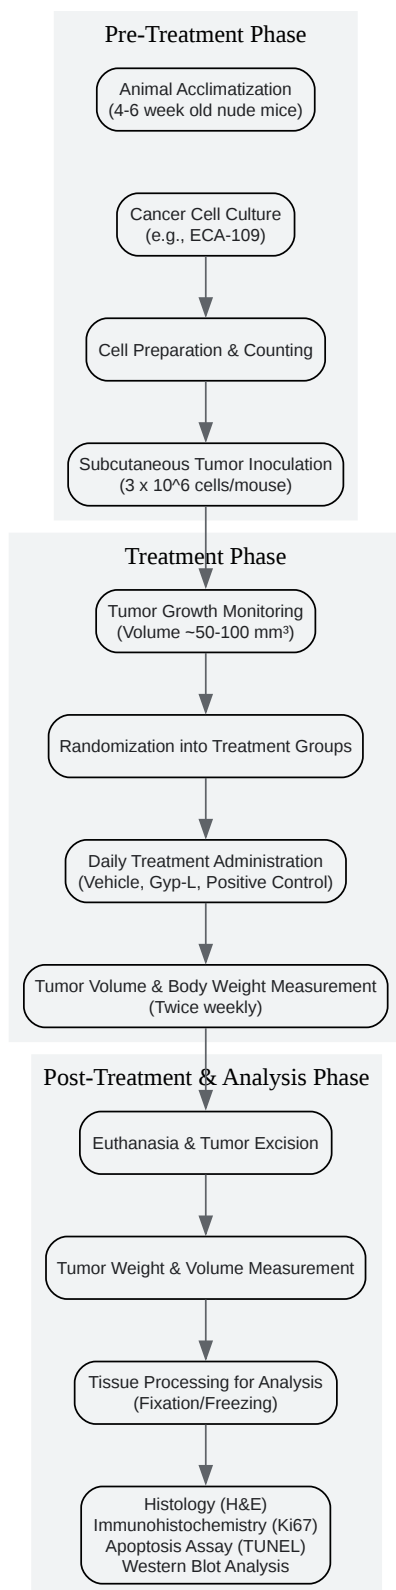 Pre-Treatment Phase
Animal Acclimatization
(4-6 week old nude mice)
Cancer Cell Culture
(e.g., ECA-109)
Cell Preparation & Counting
Subcutaneous Tumor Inoculation
(3 x 10^6 cells/mouse)
Treatment Phase
Tumor Growth Monitoring
(Volume ~50-100 mm³)
Randomization into Treatment Groups
Daily Treatment Administration
(Vehicle, Gyp-L, Positive Control)
Tumor Volume & Body Weight Measurement
(Twice weekly)
Post-Treatment & Analysis Phase
Euthanasia & Tumor Excision
Tumor Weight & Volume Measurement
Tissue Processing for Analysis
(Fixation/Freezing)
Histology (H&E)
Immunohistochemistry (Ki67)
Apoptosis Assay (TUNEL)
Western Blot Analysis